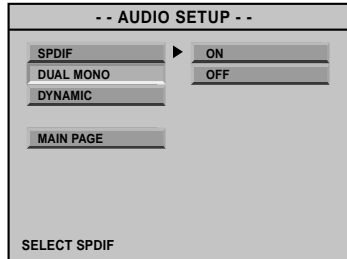 - - AUDIO SETUP - -
SPDIF ON
DUAL MONO OFF
DYNAMIC
MAIN PAGE
SELECT SPDIF